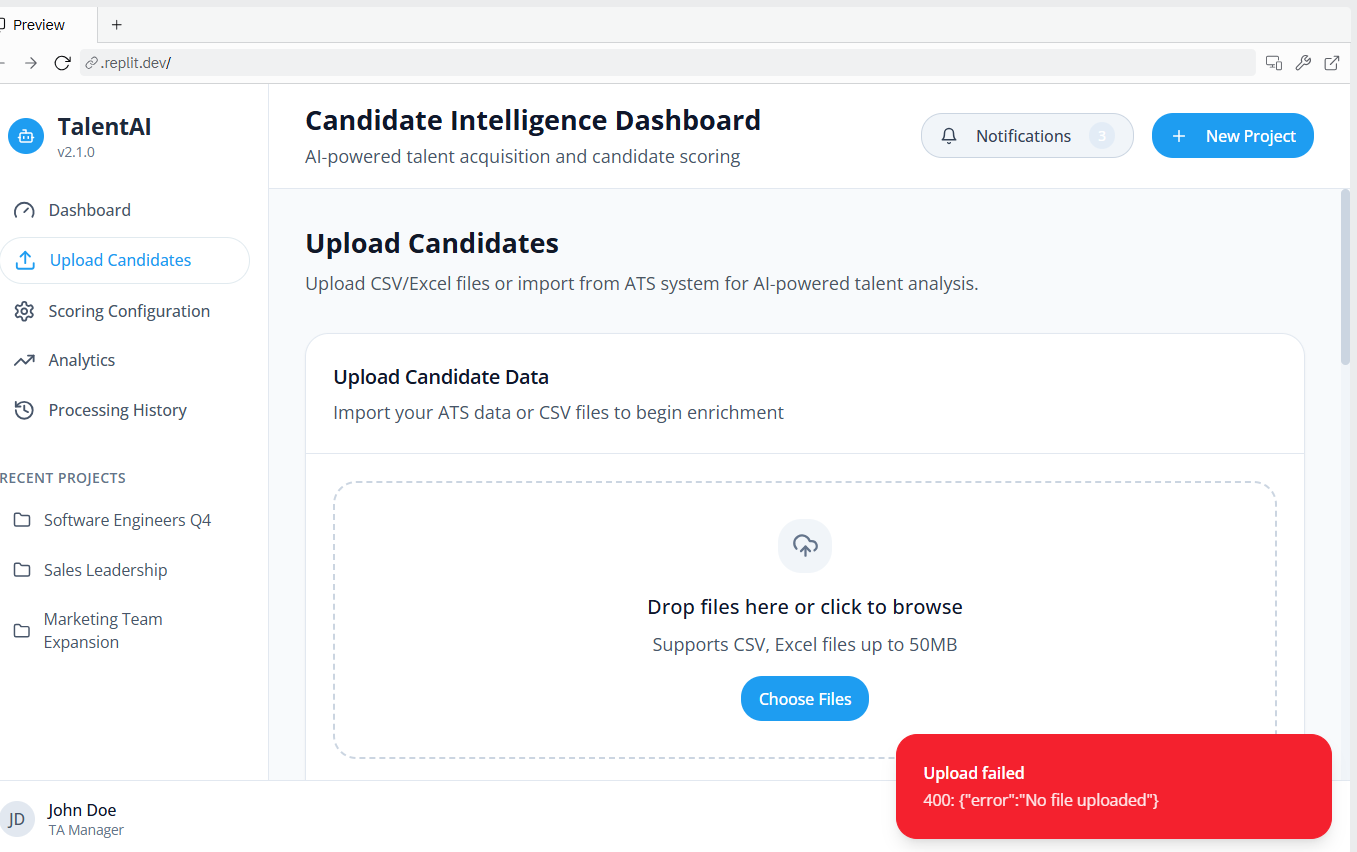 Preview
.replit.dev/
TalentAI
v2.1.0
Dashboard
Upload Candidates
Scoring Configuration
Analytics
Processing History
RECENT PROJECTS
Software Engineers Q4
Sales Leadership
Marketing Team
Expansion
JD
John Doe
TA Manager
Candidate Intelligence Dashboard
AI-powered talent acquisition and candidate scoring
Notifications 3
New Project
Upload Candidates
Upload CSV/Excel files or import from ATS system for AI-powered talent analysis.
Upload Candidate Data
Import your ATS data or CSV files to begin enrichment
Drop files here or click to browse
Supports CSV, Excel files up to 50MB
Choose Files
Upload failed
400: {"error":"No file uploaded"}